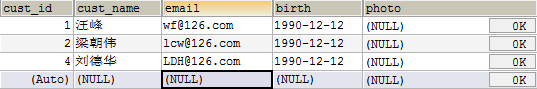 cust_id cust_name email birth photo
1 汪峰 wf@126.com 1990-12-12 (NULL) 0K
2 梁朝伟 lcw@126.com 1990-12-12 (NULL) 0K
4 刘德华 LDH@126.com 1990-12-12 (NULL) 0K
(Auto) (NULL) (NULL) (NULL) (NULL) 0K